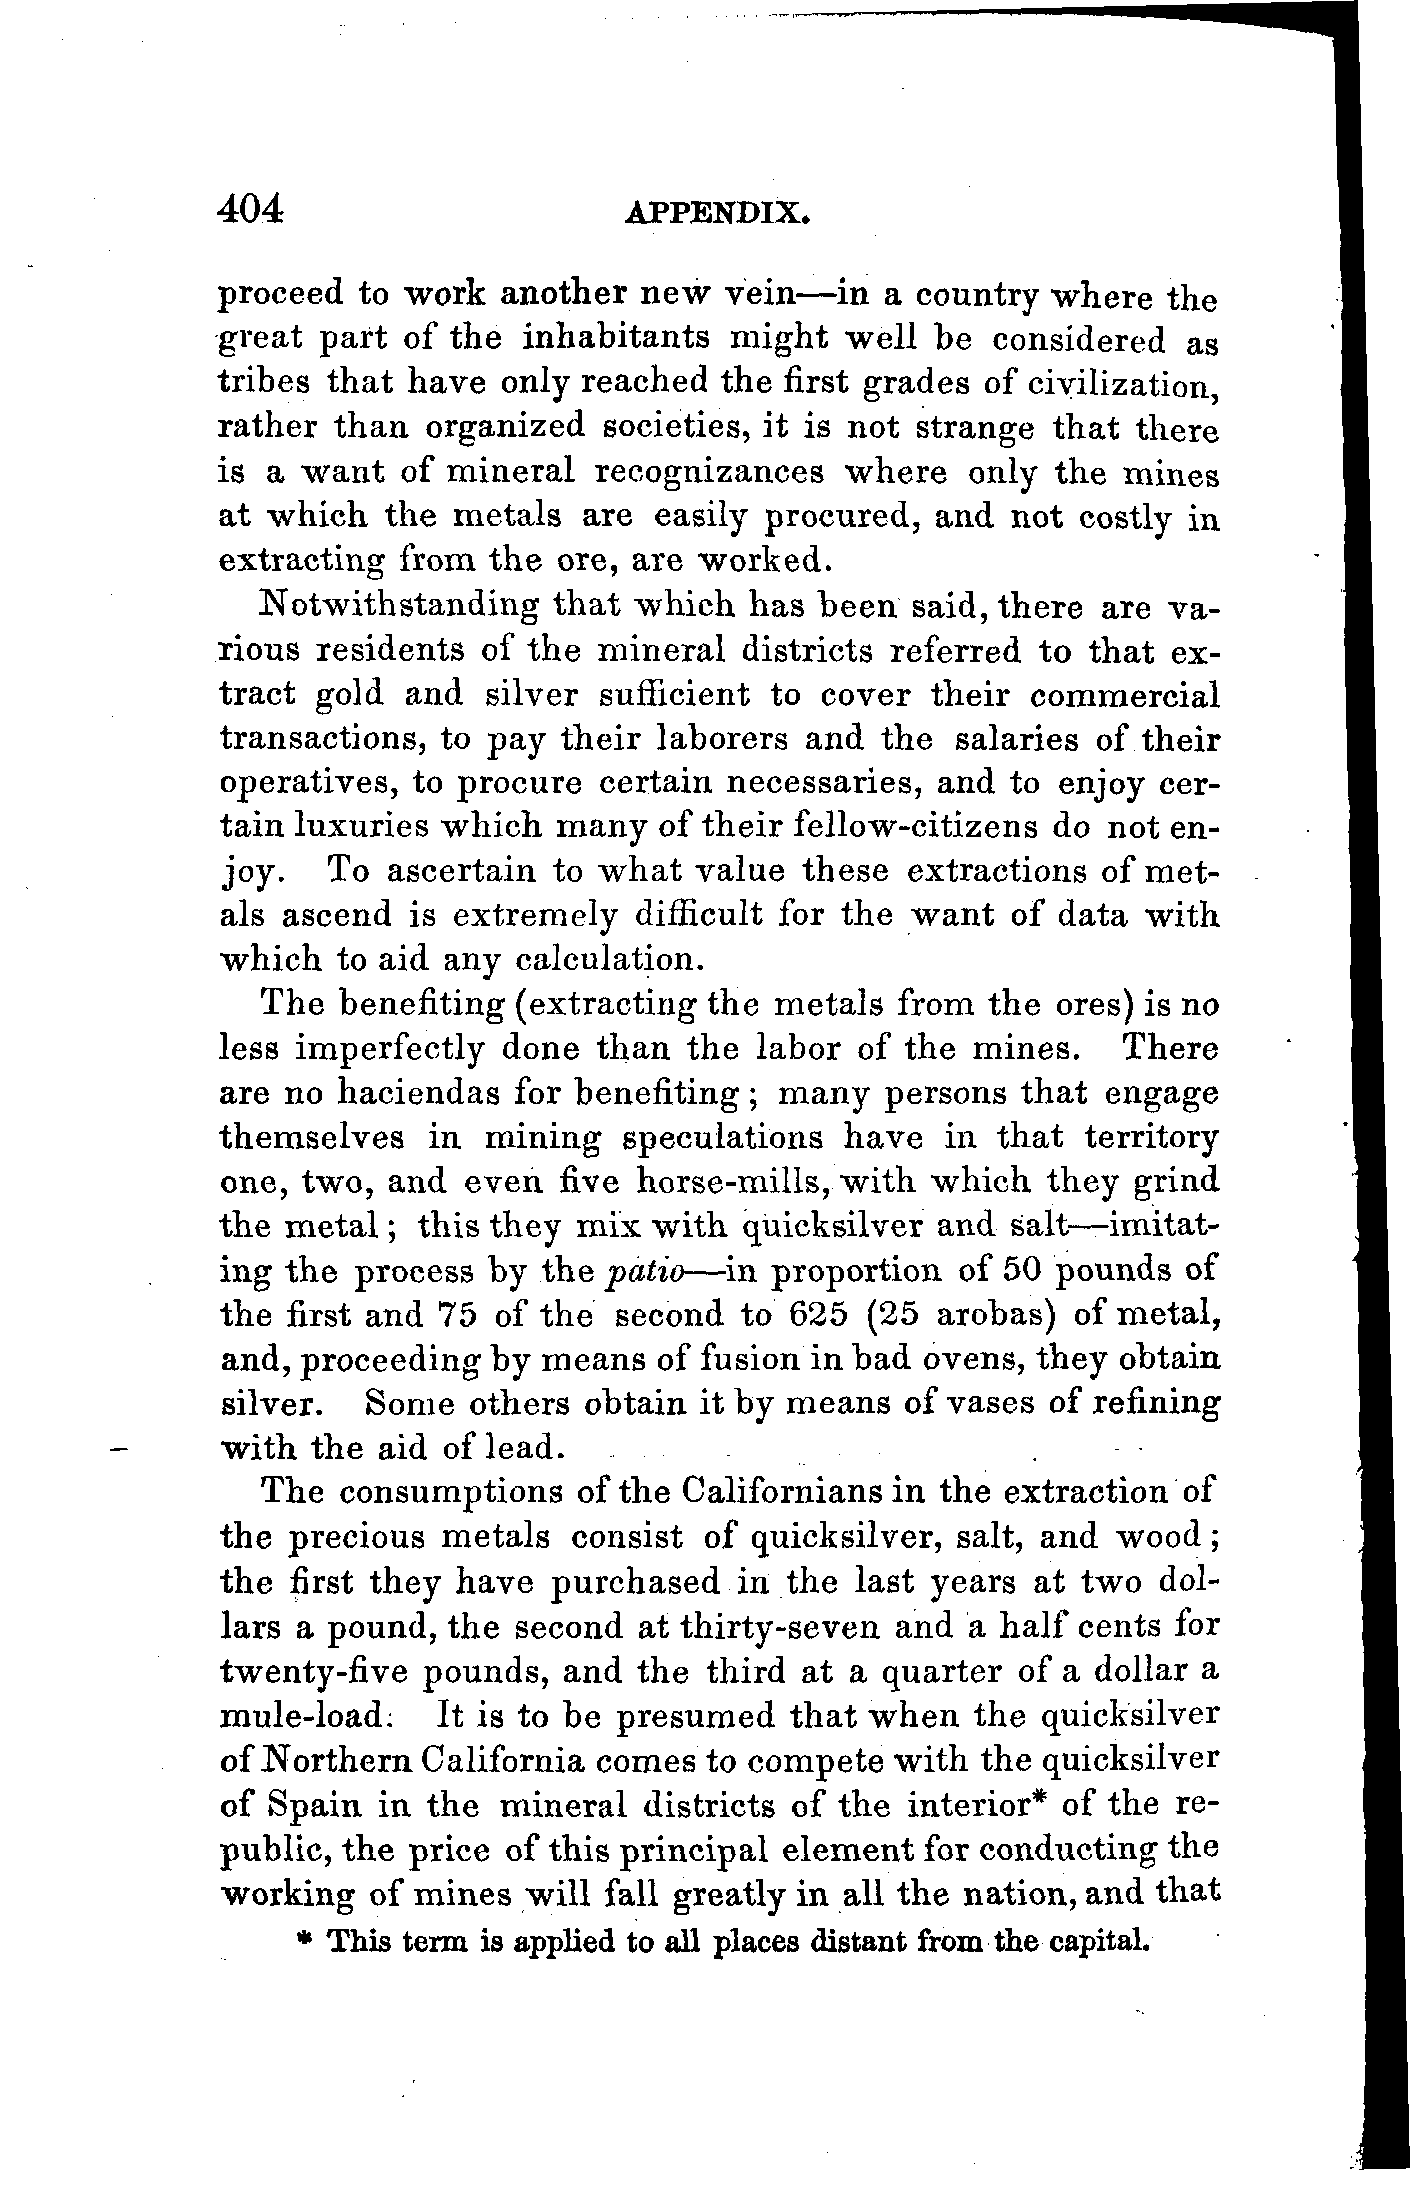 404 APPENDIX.
proceed to work another new vein—in a country where the
great part of the inhabitants might well be considered as
tribes that have only reached the first grades of civilization,
rather than organized societies, it is not strange that there
is a want of mineral recognizances where only the mines
at which the metals are easily procured, and not costly in
extracting from the ore, are worked.
Notwithstanding that which has been said, there are va-
rious residents of the mineral districts referred to that ex-
tract gold and silver sufficient to cover their commercial
transactions, to pay their laborers and the salaries of their
operatives, to procure certain necessaries, and to enjoy cer-
tain luxuries which many of their fellow-citizens do not en-
joy. To ascertain to what value these extractions of met-
als ascend is extremely difficult for the want of data with
which to aid any calculation.
The benefiting (extracting the metals from the ores) is no
less imperfectly done than the labor of the mines. There
are no haciendas for benefiting; many persons that engage
themselves in mining speculations have in that territory
one, two, and even five horse-mills, with which they grind
the metal; this they mix with quicksilver and salt—imitat-
ing the process by the patio—in proportion of 50 pounds of
the first and 75 of the second to 625 (25 arobas) of metal,
and, proceeding by means of fusion in bad ovens, they obtain
silver. Some others obtain it by means of vases of refining
with the aid of lead.
The consumptions of the Californians in the extraction of
the precious metals consist of quicksilver, salt, and wood;
the first they have purchased in the last years at two dol-
lars a pound, the second at thirty-seven and a half cents for
twenty-five pounds, and the third at a quarter of a dollar a
mule-load. It is to be presumed that when the quicksilver
of Northern California comes to compete with the quicksilver
of Spain in the mineral districts of the interior* of the re-
public, the price of this principal element for conducting the
working of mines will fall greatly in all the nation, and that
* This term is applied to all places distant from the capital.